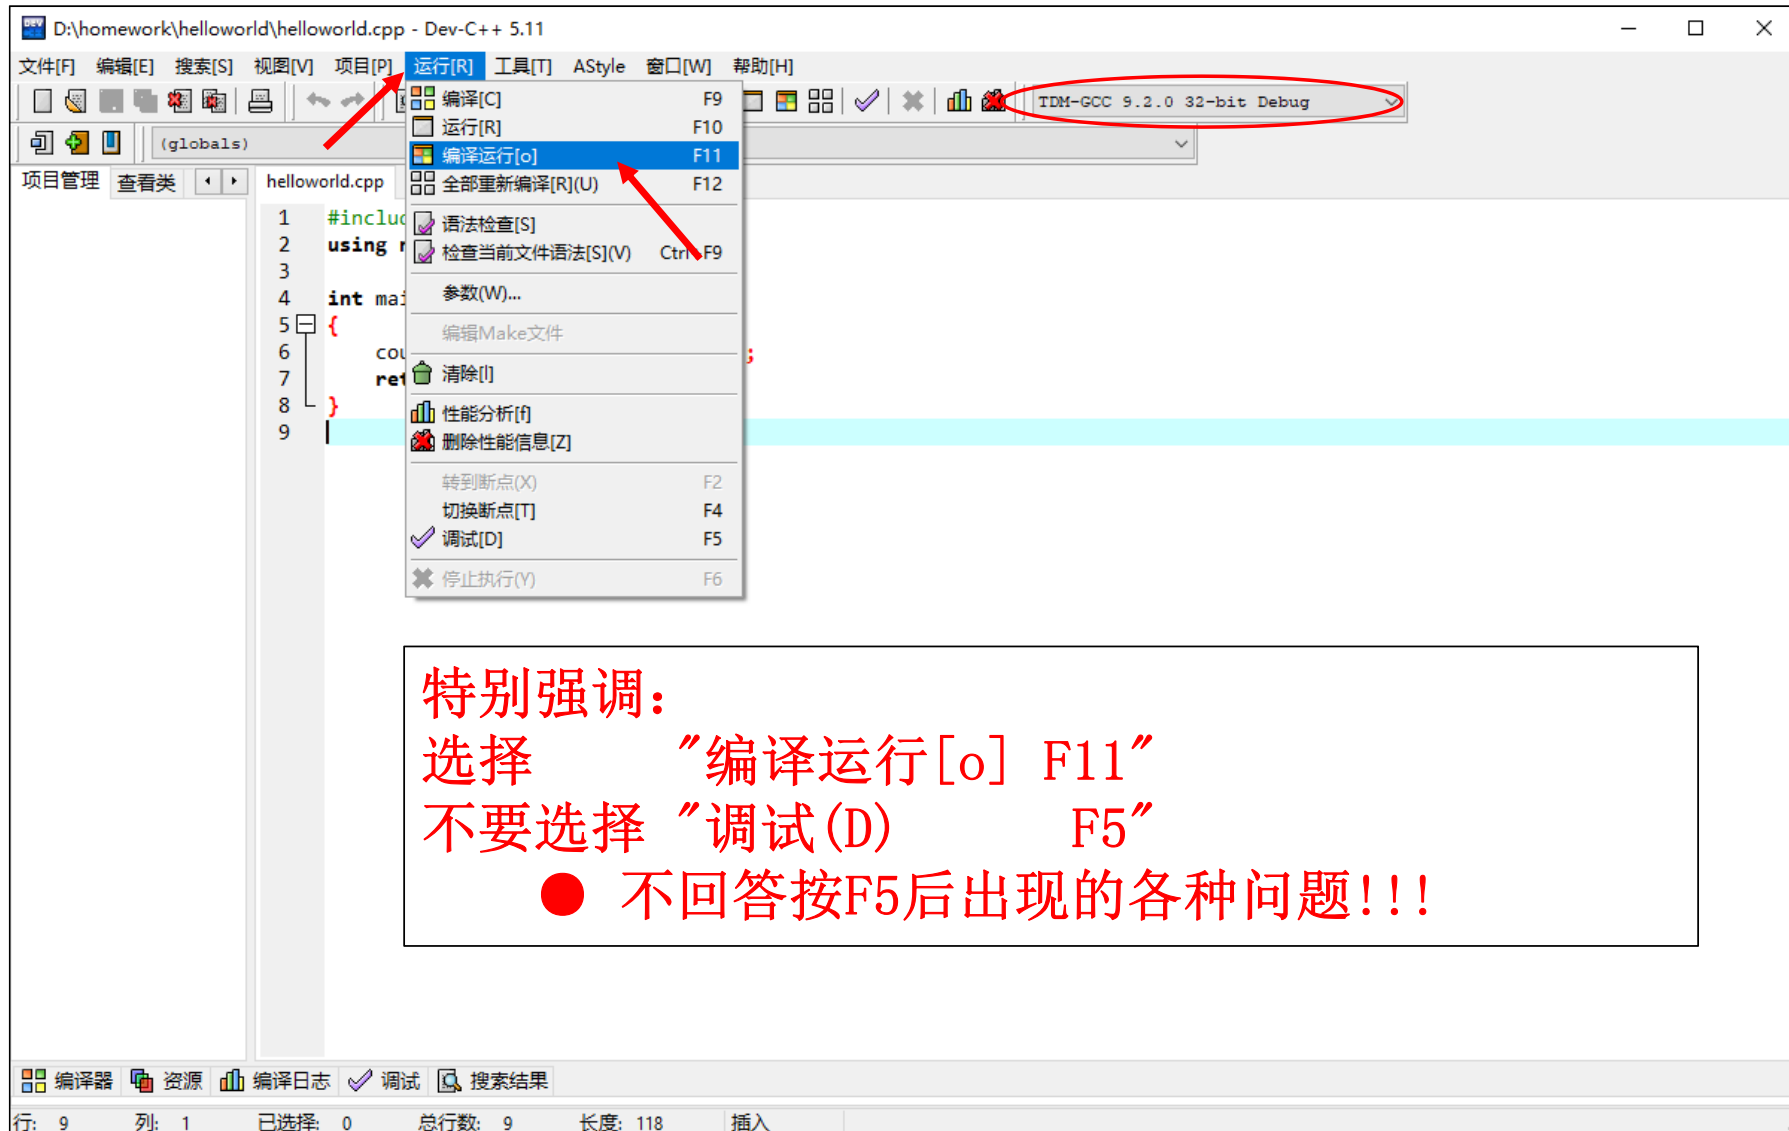 D:\homework\helloworld\helloworld.cpp - Dev-C++ 5.11
文件[F] 编辑[E] 搜索[S] 视图[V] 项目[P] 运行[R] 工具[T] AStyle 窗口[W] 帮助[H]
TDM-GCC 9.2.0 32-bit Debug
(globals)
项目管理 查看类
helloworld.cpp
编译[C] F9
运行[R] F10
编译运行[o] F11
全部重新编译[R](U) F12
语法检查[S]
检查当前文件语法[S](V) Ctrl-F9
参数(W)...
编辑Make文件
清除[l]
性能分析[f]
删除性能信息[Z]
转到断点(X) F2
切换断点[T] F4
调试[D] F5
停止执行(Y) F6
1 #includ
2 using
3
4 int mai
5 {
6 cou ;
7 ret
8 }
9
特别强调:
选择 "编译运行[o] F11"
不要选择 "调试(D) F5"
● 不回答按F5后出现的各种问题!!!
编译器 资源 编译日志 调试 搜索结果
行: 9 列: 1 已选择: 0 总行数: 9 长度: 118 插入